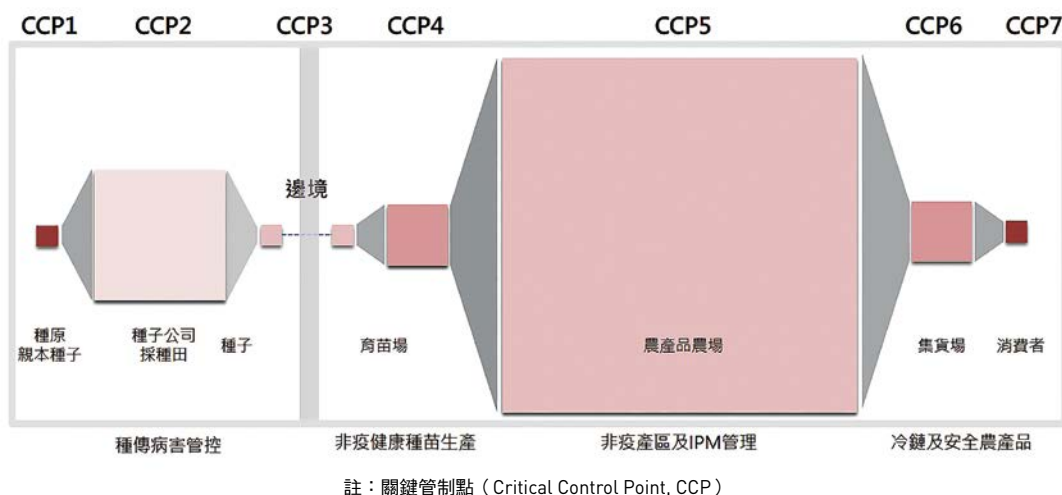 CCP1 CCP2 CCP3 CCP4 CCP5 CCP6 CCP7
邊境
種原
親本種子
種子公司
採種田
種子
育苗場
農產品農場
集貨場
消費者
種傳病害管控
非疫健康種苗生產
非疫產區及IPM管理
冷鏈及安全農產品
註：關鍵管制點（Critical Control Point, CCP）